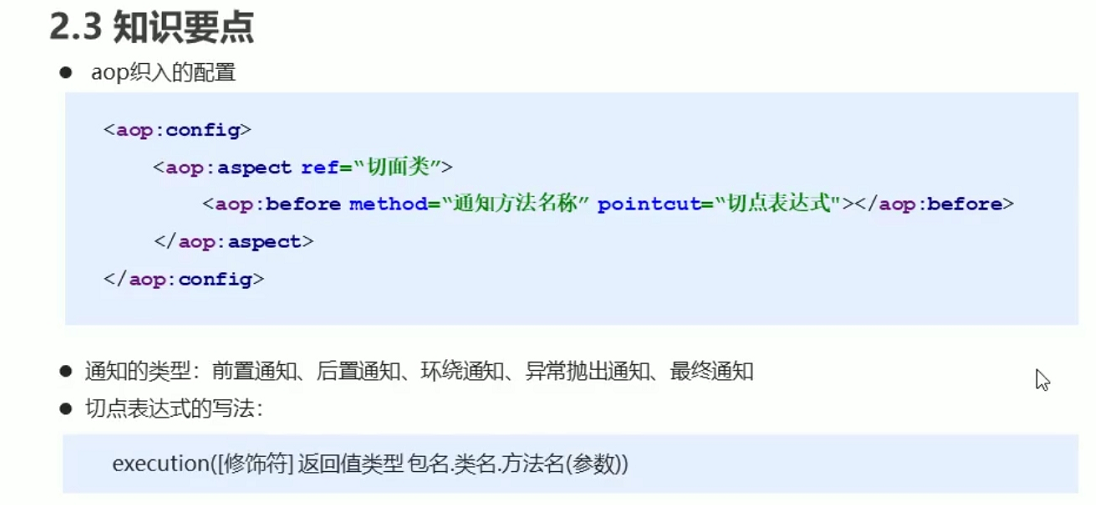 2.3 知识要点
● aop织入的配置
<aop:config>
<aop:aspect ref=“切面类”>
<aop:before method=“通知方法名称” pointcut=“切点表达式"></aop:before>
</aop:aspect>
</aop:config>
● 通知的类型：前置通知、后置通知、环绕通知、异常抛出通知、最终通知
● 切点表达式的写法：
execution([修饰符] 返回值类型 包名.类名.方法名(参数))